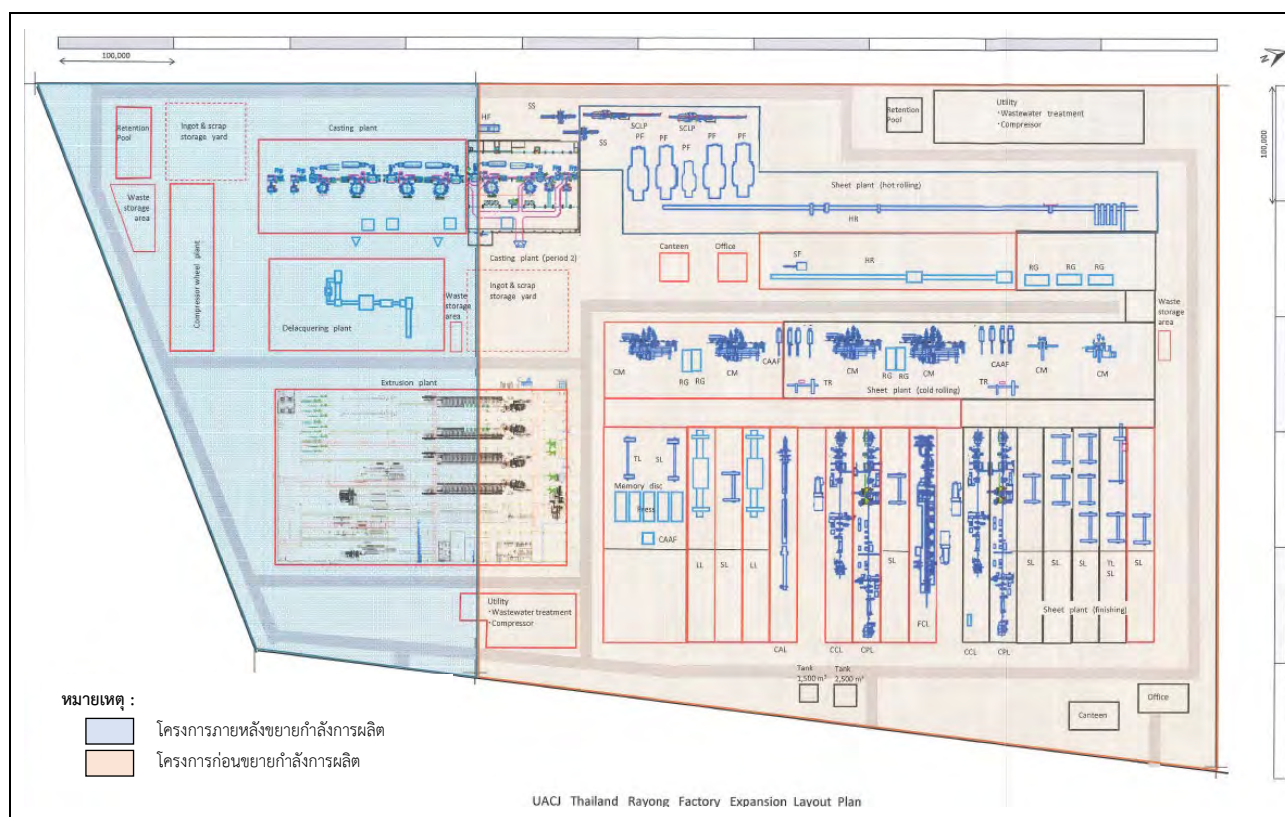 100,000
N
100,000
Retention
Pool
Ingot & scrap
storage yard
Casting plant
HF
SS
SS
SCLP
SCLP
PF
PF
PF
PF
PF
Retention
Pool
Utility
・Wastewater treatment
・Compressor
Sheet plant (hot rolling)
HR
Waste
storage
area
Compressor wheel plant
Casting plant (period 2)
Canteen
Office
SF
HR
RG
RG
RG
Ingot & scrap
storage yard
Waste
storage
area
Delacquering plant
Waste
storage
area
CM
RG
RG
CM
CAAF
TR
CM
RG
RG
CM
CAAF
TR
CM
CM
Sheet plant (cold rolling)
Extrusion plant
TL
SL
Memory disc
Press
CAAF
LL
SL
LL
CAL
CCL
CPL
SL
FCL
CCL
CPL
SL
SL
SL
TL
SL
SL
Sheet plant (finishing)
Utility
・Wastewater treatment
・Compressor
Tank
1,500 m³
Tank
2,500 m³
Canteen
Office
หมายเหตุ :
โครงการภายหลังขยายกำลังการผลิต
โครงการก่อนขยายกำลังการผลิต
UACJ Thailand Rayong Factory Expansion Layout Plan